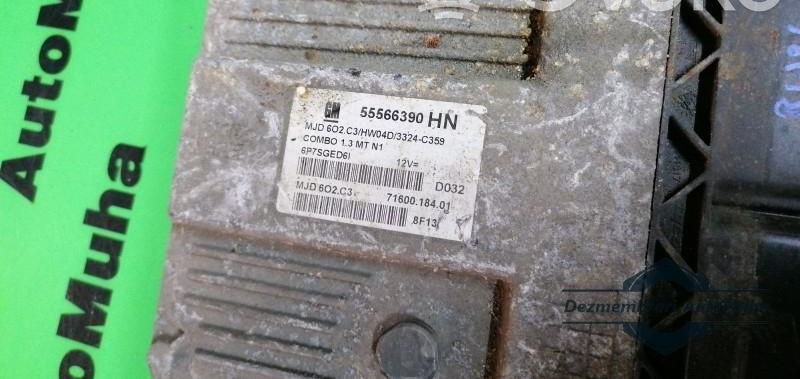 AutoMo
AutoMuha
GM 55566390 HN
MJD 6O2.C3/HW04D/3324-C359
COMBO 1.3 MT N1
6P7SGED6I 12V=
D032
MJD 6O2.C3 71600.184.01
8F13